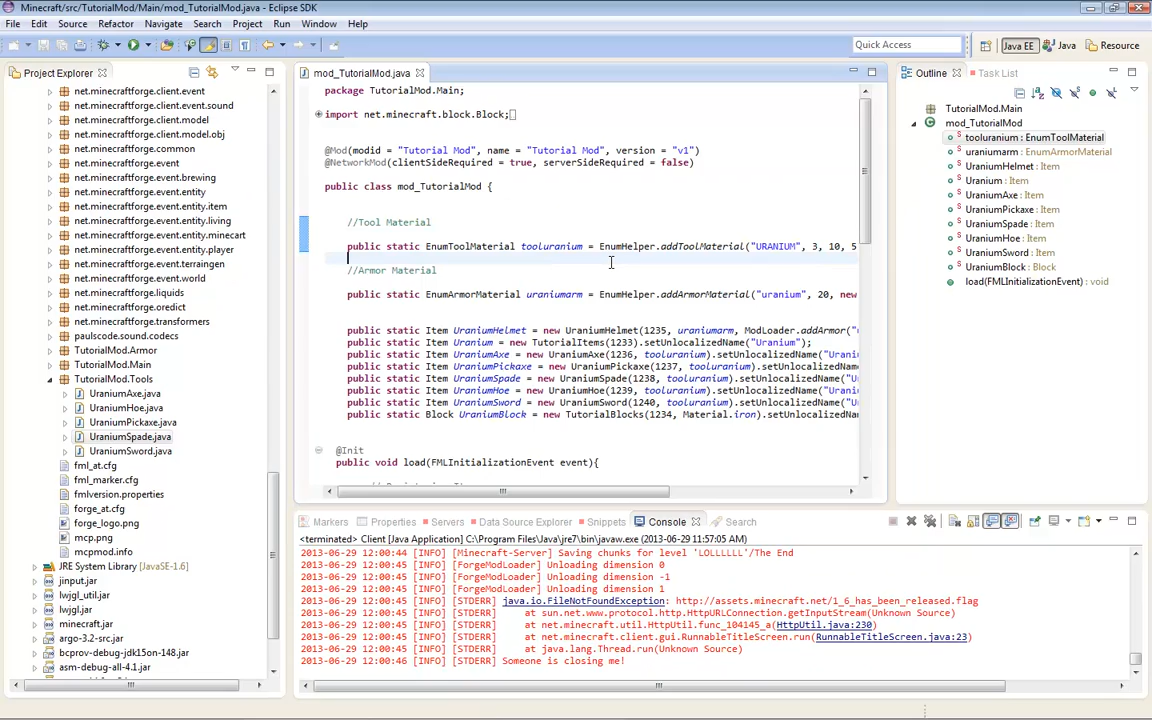 Minecraft/src/TutorialMod/Main/mod_TutorialMod.java - Eclipse SDK
File Edit Source Refactor Navigate Search Project Run Window Help
Quick Access
Java EE
Java
Resource
Project Explorer
net.minecraftforge.client.event
net.minecraftforge.client.event.sound
net.minecraftforge.client.model
net.minecraftforge.client.model.obj
net.minecraftforge.common
net.minecraftforge.event
net.minecraftforge.event.brewing
net.minecraftforge.event.entity
net.minecraftforge.event.entity.item
net.minecraftforge.event.entity.living
net.minecraftforge.event.entity.minecart
net.minecraftforge.event.entity.player
net.minecraftforge.event.terraingen
net.minecraftforge.event.world
net.minecraftforge.liquids
net.minecraftforge.oredict
net.minecraftforge.transformers
paulscode.sound.codecs
TutorialMod.Armor
TutorialMod.Main
TutorialMod.Tools
UraniumAxe.java
UraniumHoe.java
UraniumPickaxe.java
UraniumSpade.java
UraniumSword.java
fml_at.cfg
fml_marker.cfg
fmlversion.properties
forge_at.cfg
forge_logo.png
mcp.png
mcpmod.info
JRE System Library [JavaSE-1.6]
jinput.jar
lwjgl_util.jar
lwjgl.jar
minecraft.jar
argo-3.2-src.jar
bcprov-debug-jdk15on-148.jar
asm-debug-all-4.1.jar
mod_TutorialMod.java
package TutorialMod.Main;
import net.minecraft.block.Block;
@Mod(modid = "Tutorial Mod", name = "Tutorial Mod", version = "v1")
@NetworkMod(clientSideRequired = true, serverSideRequired = false)
public class mod_TutorialMod {
//Tool Material
public static EnumToolMaterial tooluranium = EnumHelper.addToolMaterial("URANIUM", 3, 10, 5
//Armor Material
public static EnumArmorMaterial uraniumarm = EnumHelper.addArmorMaterial("uranium", 20, new
public static Item UraniumHelmet = new UraniumHelmet(1235, uraniumarm, ModLoader.addArmor("
public static Item Uranium = new TutorialItems(1233).setUnlocalizedName("Uranium");
public static Item UraniumAxe = new UraniumAxe(1236, tooluranium).setUnlocalizedName("Urani
public static Item UraniumPickaxe = new UraniumPickaxe(1237, tooluranium).setUnlocalizedName
public static Item UraniumSpade = new UraniumSpade(1238, tooluranium).setUnlocalizedName("U
public static Item UraniumHoe = new UraniumHoe(1239, tooluranium).setUnlocalizedName("Urani
public static Item UraniumSword = new UraniumSword(1240, tooluranium).setUnlocalizedName("U
public static Block UraniumBlock = new TutorialBlocks(1234, Material.iron).setUnlocalizedNa
@Init
public void load(FMLInitializationEvent event){
Outline
Task List
TutorialMod.Main
mod_TutorialMod
tooluranium : EnumToolMaterial
uraniumarm : EnumArmorMaterial
UraniumHelmet : Item
Uranium : Item
UraniumAxe : Item
UraniumPickaxe : Item
UraniumSpade : Item
UraniumHoe : Item
UraniumSword : Item
UraniumBlock : Block
load(FMLInitializationEvent) : void
Markers Properties Servers Data Source Explorer Snippets Console Search
<terminated> Client [Java Application] C:\Program Files\Java\jre7\bin\javaw.exe (2013-06-29 11:57:05 AM)
2013-06-29 12:00:44 [INFO] [Minecraft-Server] Saving chunks for level 'LOLLLLLL'/The End
2013-06-29 12:00:45 [INFO] [ForgeModLoader] Unloading dimension 0
2013-06-29 12:00:45 [INFO] [ForgeModLoader] Unloading dimension -1
2013-06-29 12:00:45 [INFO] [ForgeModLoader] Unloading dimension 1
2013-06-29 12:00:45 [INFO] [STDERR] java.io.FileNotFoundException: http://assets.minecraft.net/1_6_has_been_released.flag
2013-06-29 12:00:45 [INFO] [STDERR] at sun.net.www.protocol.http.HttpURLConnection.getInputStream(Unknown Source)
2013-06-29 12:00:45 [INFO] [STDERR] at net.minecraft.util.HttpUtil.func_104145_a(HttpUtil.java:230)
2013-06-29 12:00:45 [INFO] [STDERR] at net.minecraft.client.gui.RunnableTitleScreen.run(RunnableTitleScreen.java:23)
2013-06-29 12:00:45 [INFO] [STDERR] at java.lang.Thread.run(Unknown Source)
2013-06-29 12:00:46 [INFO] [STDERR] Someone is closing me!